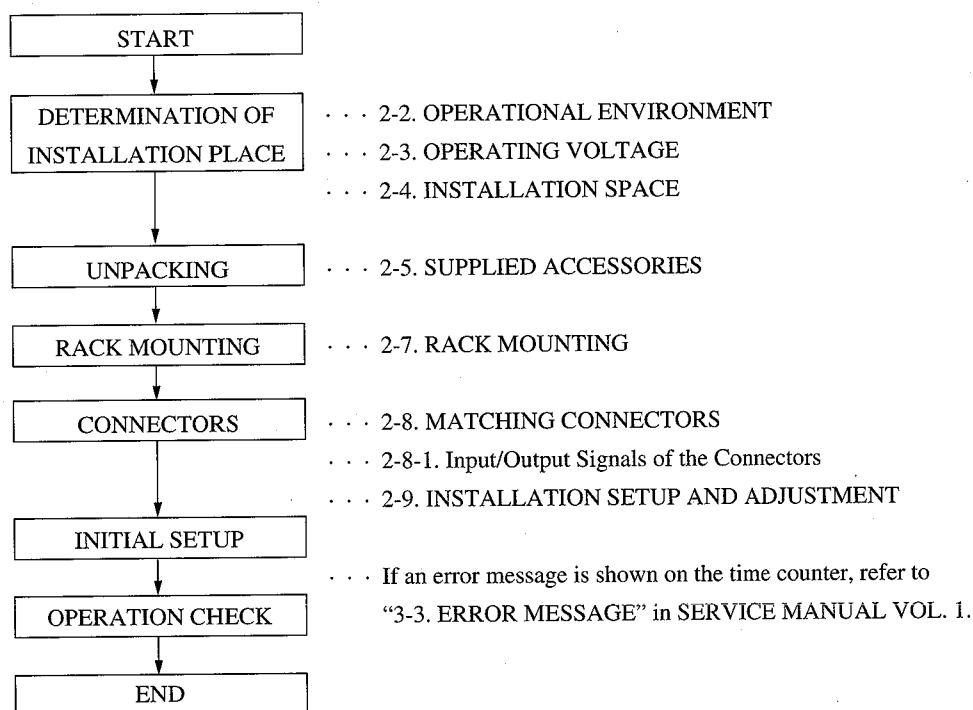 START
DETERMINATION OF
INSTALLATION PLACE
· · · 2-2. OPERATIONAL ENVIRONMENT
· · · 2-3. OPERATING VOLTAGE
· · · 2-4. INSTALLATION SPACE
UNPACKING
· · · 2-5. SUPPLIED ACCESSORIES
RACK MOUNTING
· · · 2-7. RACK MOUNTING
CONNECTORS
· · · 2-8. MATCHING CONNECTORS
· · · 2-8-1. Input/Output Signals of the Connectors
· · · 2-9. INSTALLATION SETUP AND ADJUSTMENT
INITIAL SETUP
· · · If an error message is shown on the time counter, refer to
“3-3. ERROR MESSAGE” in SERVICE MANUAL VOL. 1.
OPERATION CHECK
END